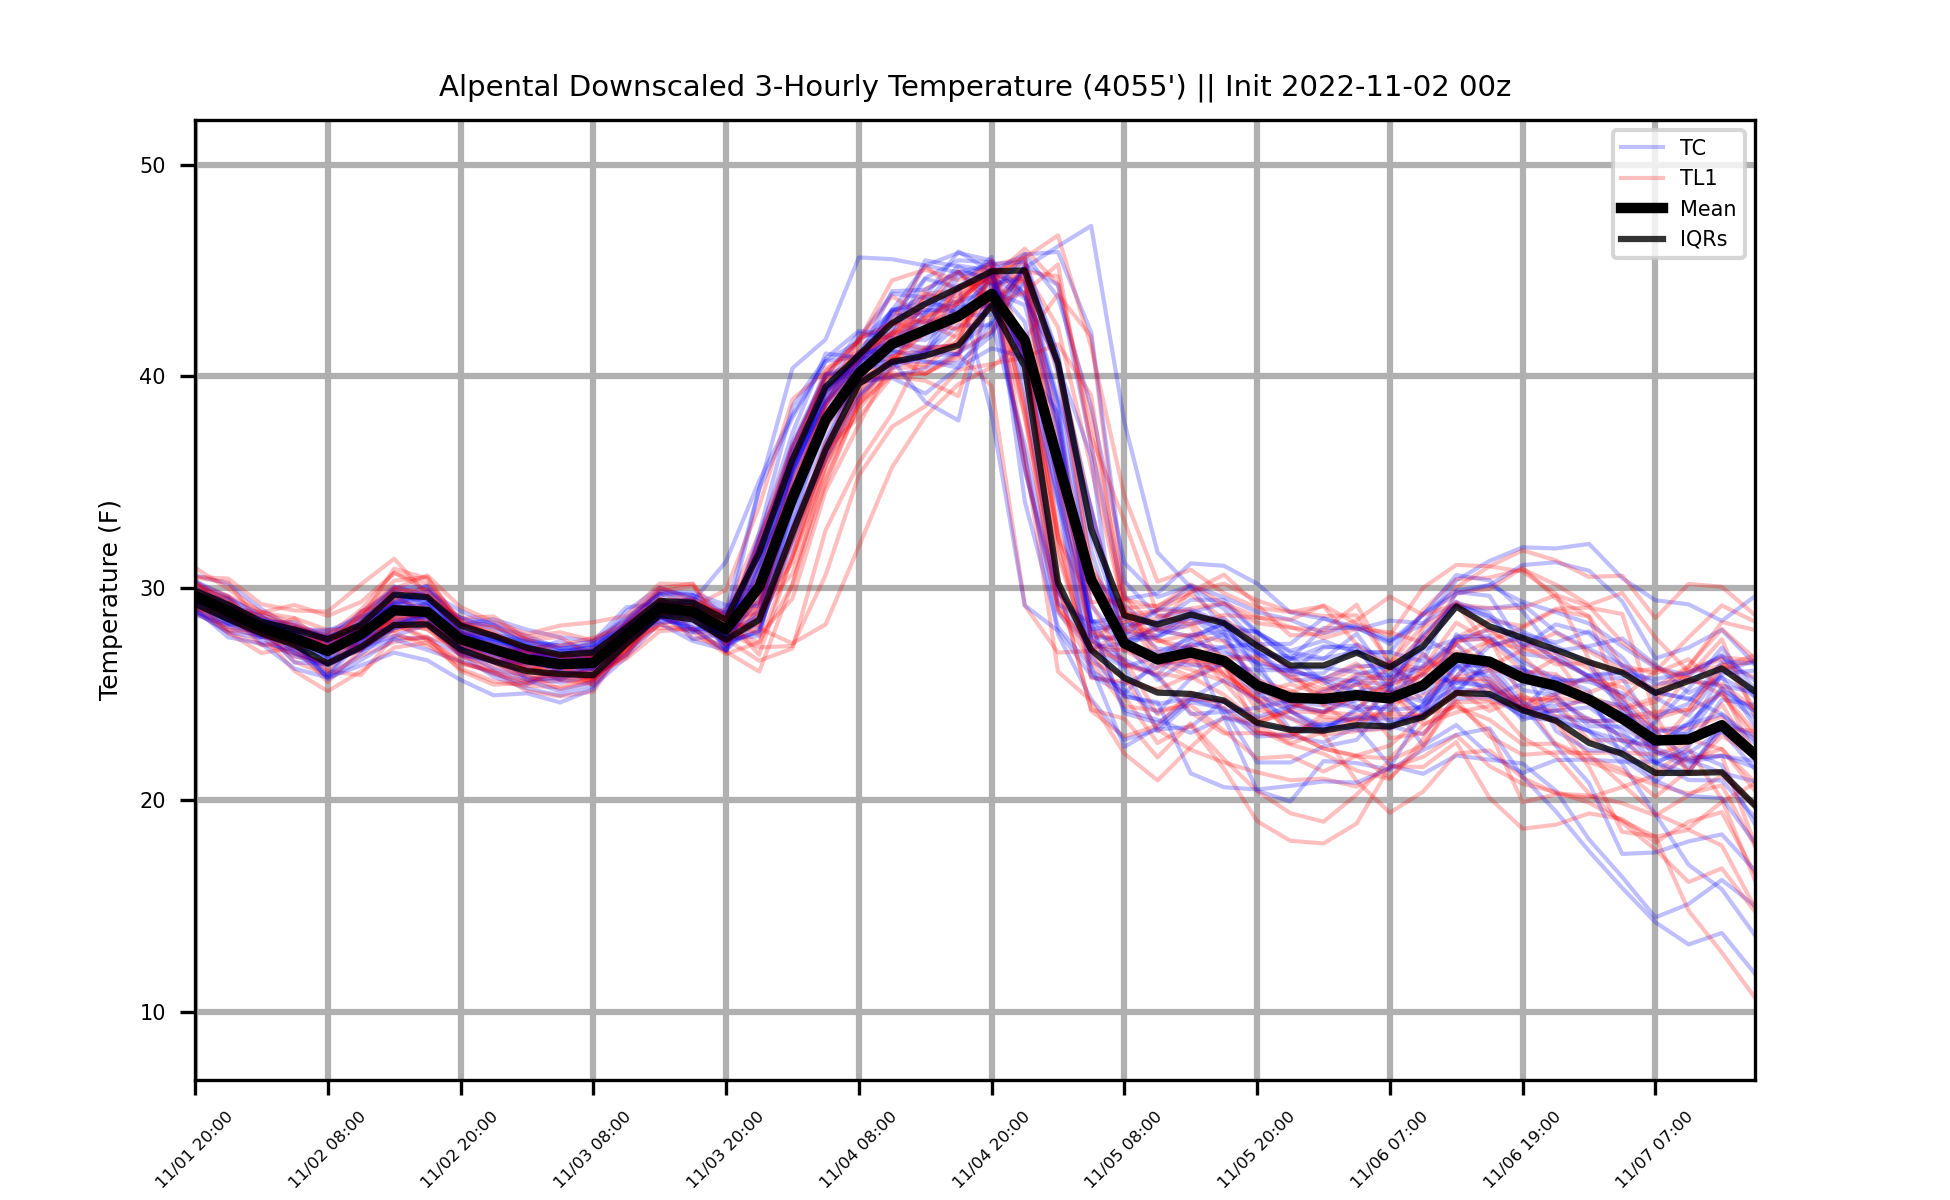 Alpental Downscaled 3-Hourly Temperature (4055') || Init 2022-11-02 00z
TC
TL1
Mean
IQRs
Temperature (F)
50
40
30
20
10
11/01 20:00
11/02 08:00
11/02 20:00
11/03 08:00
11/03 20:00
11/04 08:00
11/04 20:00
11/05 08:00
11/05 20:00
11/06 07:00
11/06 19:00
11/07 07:00